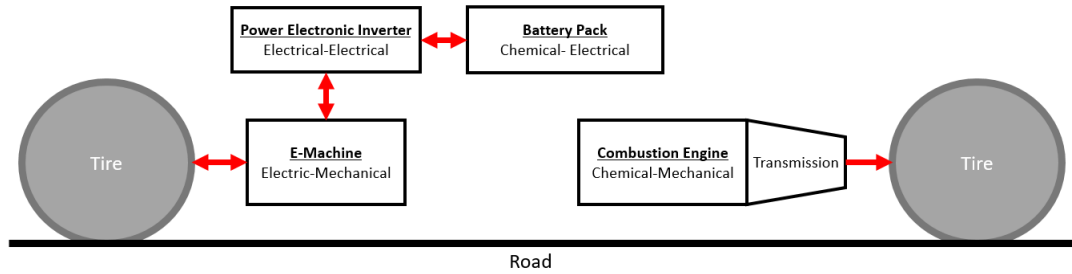 Power Electronic Inverter
Electrical-Electrical
Battery Pack
Chemical- Electrical
Tire
E-Machine
Electric-Mechanical
Combustion Engine
Chemical-Mechanical
Transmission
Tire
Road